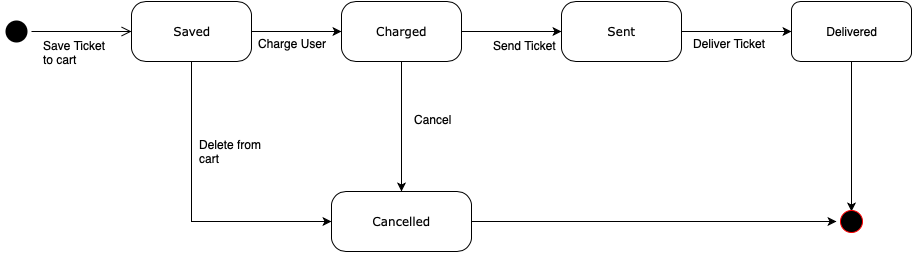 Saved
Charged
Sent
Delivered
Save Ticket
to cart
Charge User
Send Ticket
Deliver Ticket
Cancel
Delete from
cart
Cancelled